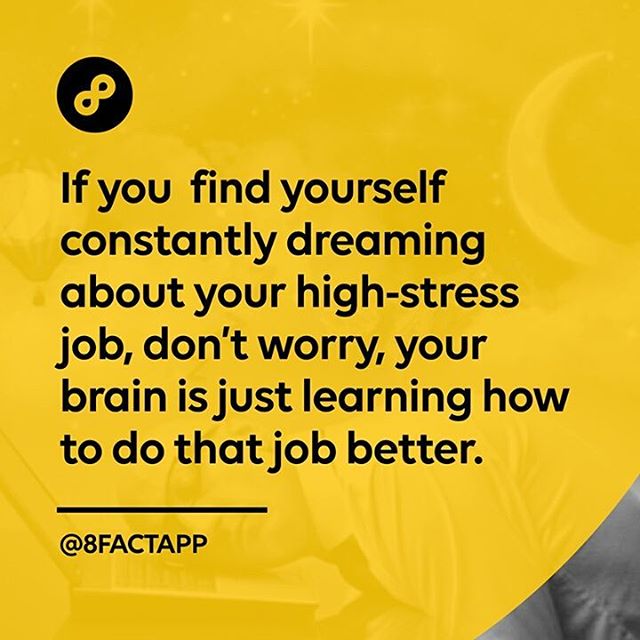 If you  find yourself
constantly dreaming
about your high-stress
job, don't worry, your
brain is just learning how
to do that job better.
@8FACTAPP